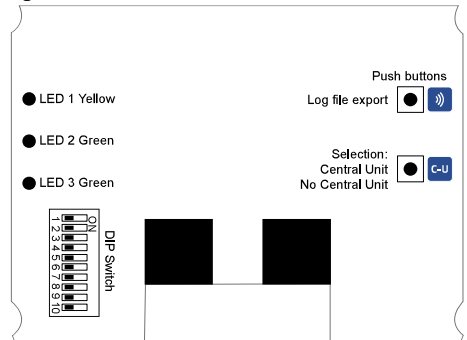 Push buttons
LED 1 Yellow
Log file export
LED 2 Green
Selection:
Central Unit
No Central Unit
C-U
LED 3 Green
ON
1 2 3 4 5 6 7 8 9 10
DIP Switch